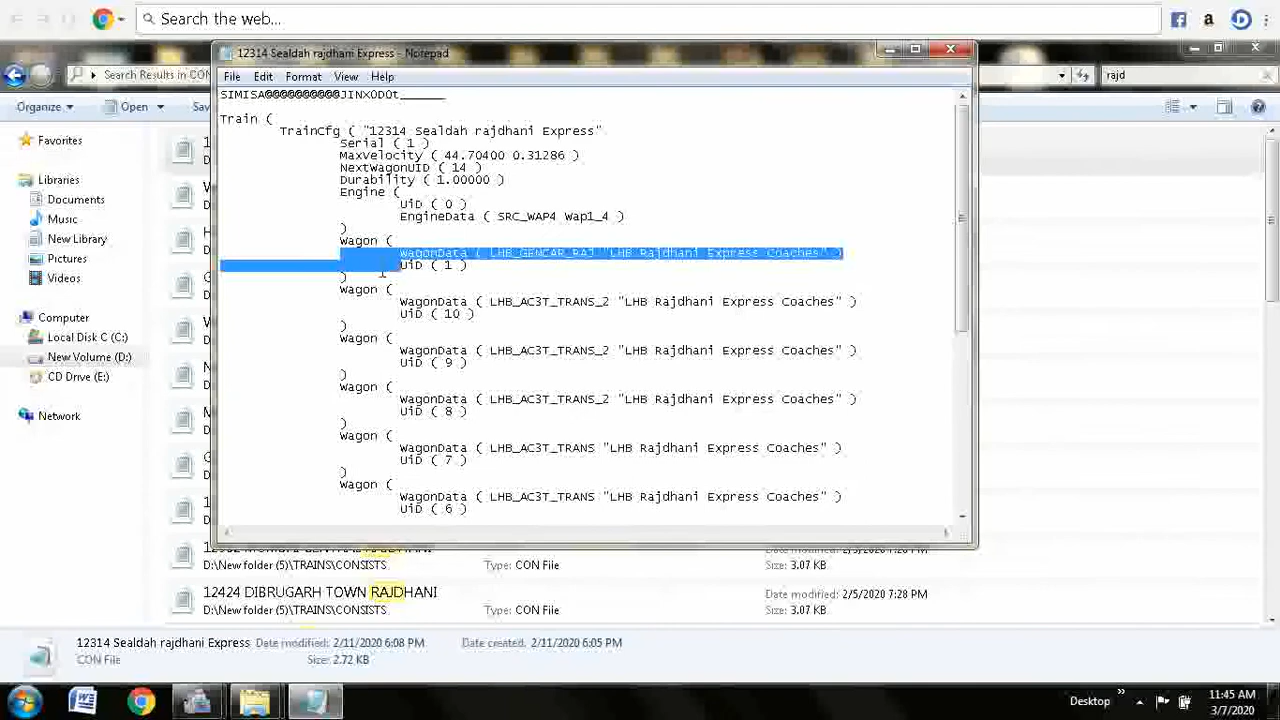 Search the web...
12314 Sealdah rajdhani Express - Notepad
Search Results in CON
rajd
File Edit Format View Help
Organize Open Sav
SIMISA@@@@@@@@@@JINX0D0t______
Train (
TrainCfg ( "12314 Sealdah rajdhani Express"
Serial ( 1 )
MaxVelocity ( 44.70400 0.31286 )
NextWagonUID ( 14 )
Durability ( 1.00000 )
Engine (
UiD ( 0 )
EngineData ( SRC_WAP4 Wap1_4 )
)
Wagon (
WagonData ( LHB_GENCAR_RAJ "LHB Rajdhani Express Coaches" )
UiD ( 1 )
)
Wagon (
WagonData ( LHB_AC3T_TRANS_2 "LHB Rajdhani Express Coaches" )
UiD ( 10 )
)
Wagon (
WagonData ( LHB_AC3T_TRANS_2 "LHB Rajdhani Express Coaches" )
UiD ( 9 )
)
Wagon (
WagonData ( LHB_AC3T_TRANS_2 "LHB Rajdhani Express Coaches" )
UiD ( 8 )
)
Wagon (
WagonData ( LHB_AC3T_TRANS "LHB Rajdhani Express Coaches" )
UiD ( 7 )
)
Wagon (
WagonData ( LHB_AC3T_TRANS "LHB Rajdhani Express Coaches" )
UiD ( 6 )
Favorites
Libraries
Documents
Music
New Library
Pictures
Videos
Computer
Local Disk (C:)
New Volume (D:)
CD Drive (E:)
Network
D:\New folder (5)\TRAINS\CONSISTS Type: CON File Size: 3.07 KB
12424 DIBRUGARH TOWN RAJDHANI Date modified: 2/5/2020 7:28 PM
D:\New folder (5)\TRAINS\CONSISTS Type: CON File Size: 3.07 KB
12314 Sealdah rajdhani Express Date modified: 2/11/2020 6:08 PM Date created: 2/11/2020 6:05 PM
CON File Size: 2.72 KB
Desktop
11:45 AM
3/7/2020